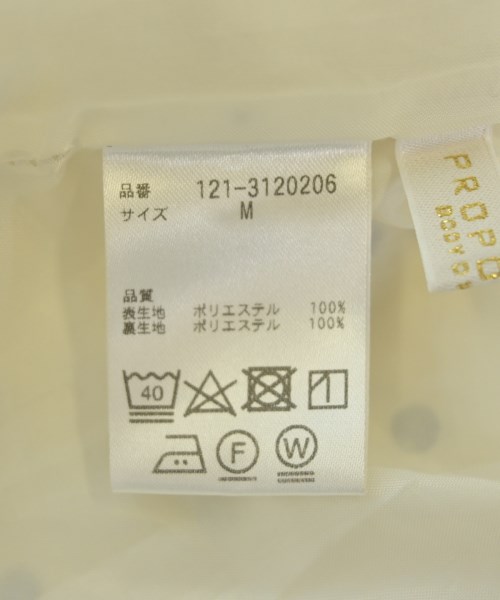 品番 121-3120206
サイズ M
品質
表生地 ポリエステル 100%
裏生地 ポリエステル 100%
40
F
W
PROPO
BODY